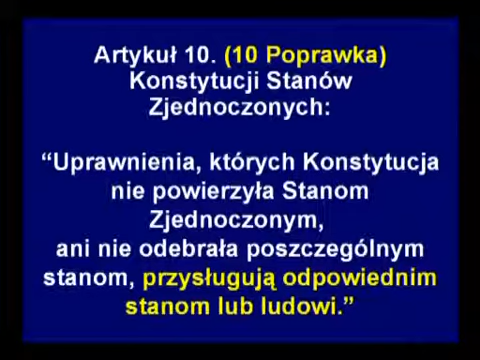 Artykuł 10. (10 Poprawka)
Konstytucji Stanów
Zjednoczonych:
“Uprawnienia, których Konstytucja
nie powierzyła Stanom
Zjednoczonym,
ani nie odebrała poszczególnym
stanom, przysługują odpowiednim
stanom lub ludowi.”